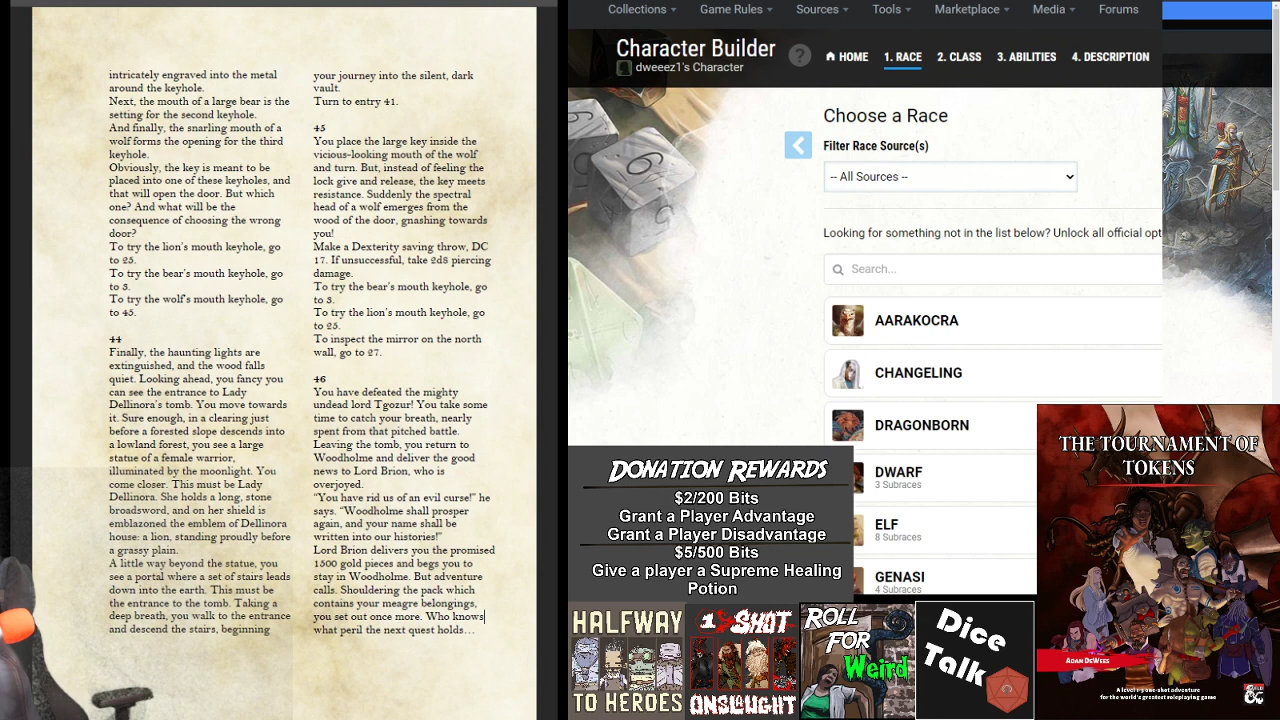 intricately engraved into the metal
around the keyhole.
Next, the mouth of a large bear is the
setting for the second keyhole.
And finally, the snarling mouth of a
wolf forms the opening for the third
keyhole.
Obviously, the key is meant to be
placed into one of these keyholes, and
that will open the door. But which
one? And what will be the
consequence of choosing the wrong
door?
To try the lion's mouth keyhole, go
to 25.
To try the bear's mouth keyhole, go
to 3.
To try the wolf's mouth keyhole, go
to 45.
44
Finally, the haunting lights are
extinguished, and the wood falls
quiet. Looking ahead, you fancy you
can see the entrance to Lady
Dellinora's tomb. You move towards
it. Sure enough, in a clearing just
before a forested slope descends into
a lowland forest, you see a large
statue of a female warrior,
illuminated by the moonlight. You
come closer. This must be Lady
Dellinora. She holds a long, stone
broadsword, and on her shield is
emblazoned the emblem of Dellinora
house: a lion, standing proudly before
a grassy plain.
A little way beyond the statue, you
see a portal where a set of stairs leads
down into the earth. This must be
the entrance to the tomb. Taking a
deep breath, you walk to the entrance
and descend the stairs, beginning
your journey into the silent, dark
vault.
Turn to entry 41.
45
You place the large key inside the
vicious-looking mouth of the wolf
and turn. But, instead of feeling the
lock give and release, the key meets
resistance. Suddenly the spectral
head of a wolf emerges from the
wood of the door, gnashing towards
you!
Make a Dexterity saving throw, DC
17. If unsuccessful, take 2d8 piercing
damage.
To try the bear's mouth keyhole, go
to 3.
To try the lion's mouth keyhole, go
to 25.
To inspect the mirror on the north
wall, go to 27.
46
You have defeated the mighty
undead lord Tgozur! You take some
time to catch your breath, nearly
spent from that pitched battle.
Leaving the tomb, you return to
Woodholme and deliver the good
news to Lord Brion, who is
overjoyed.
"You have rid us of an evil curse!" he
says. "Woodholme shall prosper
again, and your name shall be
written into our histories!"
Lord Brion delivers you the promised
1500 gold pieces and begs you to
stay in Woodholme. But adventure
calls. Shouldering the pack which
contains your meagre belongings,
you set out once more. Who knows
what peril the next quest holds…
Collections Game Rules Sources Tools Marketplace Media Forums
Character Builder
dweeez1's Character
?
HOME 1. RACE 2. CLASS 3. ABILITIES 4. DESCRIPTION
Choose a Race
Filter Race Source(s)
-- All Sources --
Looking for something not in the list below? Unlock all official opt
Search...
AARAKOCRA
CHANGELING
DRAGONBORN
DWARF
3 Subraces
ELF
8 Subraces
GENASI
4 Subraces
DONATION REWARDS
$2/200 Bits
Grant a Player Advantage
Grant a Player Disadvantage
$5/500 Bits
Give a player a Supreme Healing
Potion
HALFWAY
TO HEROES
1 SHOT
ONSLAUGHT
ROLL
FOR
Weird
Dice
Talk
THE TOURNAMENT OF
TOKENS
ADAM DEWEES
A level 1-3 one-shot adventure
for the world's greatest roleplaying game